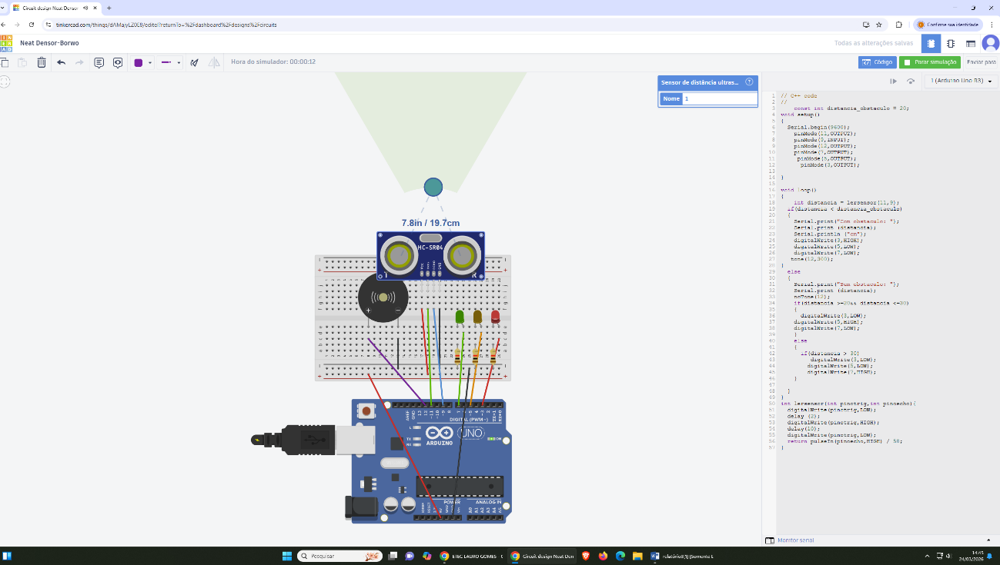 Circuit design Neat Densor
tinkercad.com/things/dAMajyLZ0E8/editel?returnTo=%2Fdashboard%2Fdesigns%2Fcircuits
Confirme sua identidade
Neat Densor-Borwo
Todas as alterações salvas
Hora do simulador: 00:00:12
Código
Parar simulação
Enviar para
Sensor de distância ultras...
Nome 1
1 (Arduino Uno R3)
7.8in / 19.7cm
HC-SR04
T
R
1 // C++ code
2 //
3 const int distancia_obstaculo = 20;
4 void setup()
5 {
6 Serial.begin(9600);
7 pinMode(11,OUTPUT);
8 pinMode(9,INPUT);
9 pinMode(12,OUTPUT);
10 pinMode(7,OUTPUT);
11 pinMode(5,OUTPUT);
12 pinMode(3,OUTPUT);
13
14 }
15
16 void loop()
17 {
18 int distancia = lersensor(11,9);
19 if(distancia < distancia_obstaculo)
20 {
21 Serial.print("Com obstaculo: ");
22 Serial.print (distancia);
23 Serial.println ("cm");
24 digitalWrite(3,HIGH);
25 digitalWrite(5,LOW);
26 digitalWrite(7,LOW);
27 tone(12,300);
28 }
29 else
30 {
31 Serial.print("Sem obstaculo: ");
32 Serial.print (distancia);
33 noTone(12);
34 if(distancia >=20&& distancia <=30)
35 {
36 digitalWrite(3,LOW);
37 digitalWrite(5,HIGH);
38 digitalWrite(7,LOW);
39 }
40 else
41 {
42 if(distancia > 30)
43 digitalWrite(3,LOW);
44 digitalWrite(5,LOW);
45 digitalWrite(7,HIGH);
46 }
47
48 }
49 }
50 int lersensor(int pinotrig,int pinoecho){
51 digitalWrite(pinotrig,LOW);
52 delay (2);
53 digitalWrite(pinotrig,HIGH);
54 delay(10);
55 digitalWrite(pinotrig,LOW);
56 return pulseIn(pinoecho,HIGH) / 58;
57 }
DIGITAL (PWM~)
UNO
ARDUINO
TX
RX
ON
L
POWER
ANALOG IN
Monitor serial
Pesquisar
ETEC LAURO GOMES - C
Circuit design Neat Den
relatório3[1] [Somente L
14:45
24/03/2026